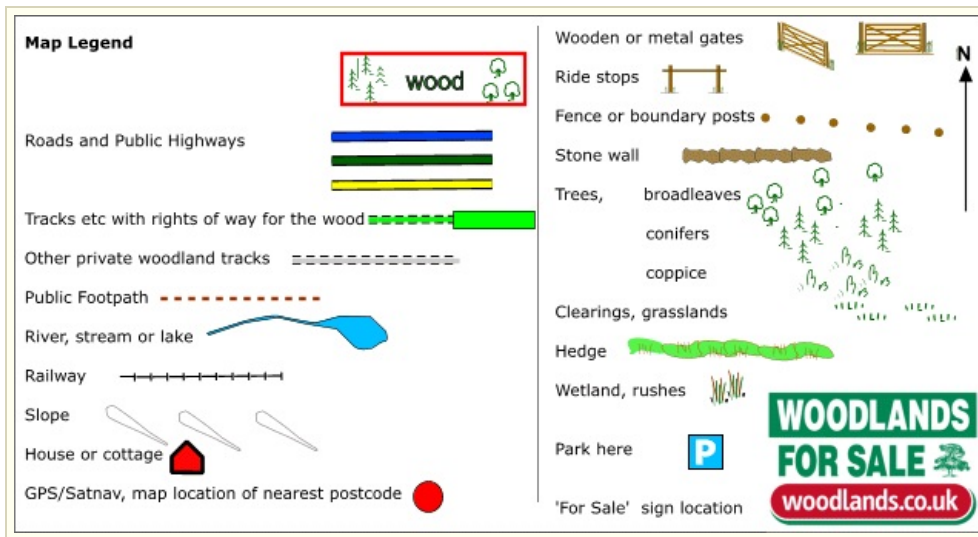 Map Legend
wood
Roads and Public Highways
Tracks etc with rights of way for the wood
Other private woodland tracks
Public Footpath
River, stream or lake
Railway
Slope
House or cottage
GPS/Satnav, map location of nearest postcode
Wooden or metal gates
N
Ride stops
Fence or boundary posts
Stone wall
Trees, broadleaves
conifers
coppice
Clearings, grasslands
Hedge
Wetland, rushes
Park here
P
'For Sale' sign location
WOODLANDS
FOR SALE
woodlands.co.uk